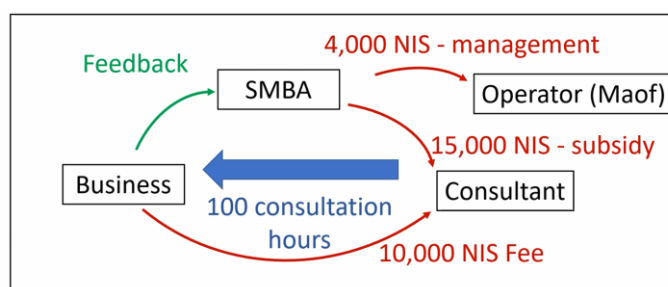 4,000 NIS - management
Feedback
SMBA
Operator (Maof)
15,000 NIS - subsidy
Business
Consultant
100 consultation
hours
10,000 NIS Fee